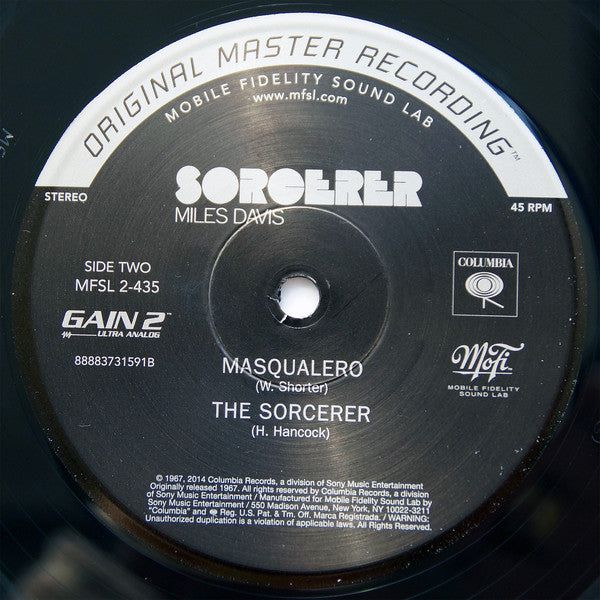 ORIGINAL MASTER RECORDING™
MOBILE FIDELITY SOUND LAB
www.mfsl.com
SORCERER
MILES DAVIS
STEREO
45 RPM
SIDE TWO
MFSL 2-435
GAIN 2™
ULTRA ANALOG
88883731591B
COLUMBIA
MoFi
MOBILE FIDELITY
SOUND LAB
MASQUALERO
(W. Shorter)
THE SORCERER
(H. Hancock)
© 1967, 2014 Columbia Records, a division of Sony Music Entertainment
Originally released 1967. All rights reserved by Columbia Records, a division of
Sony Music Entertainment / Manufactured for Mobile Fidelity Sound Lab by
Sony Music Entertainment / 550 Madison Avenue, New York, NY 10022-3211
"Columbia" and Reg. U.S. Pat. & Tm. Off. Marca Registrada. / WARNING:
Unauthorized duplication is a violation of applicable laws. All Rights Reserved.